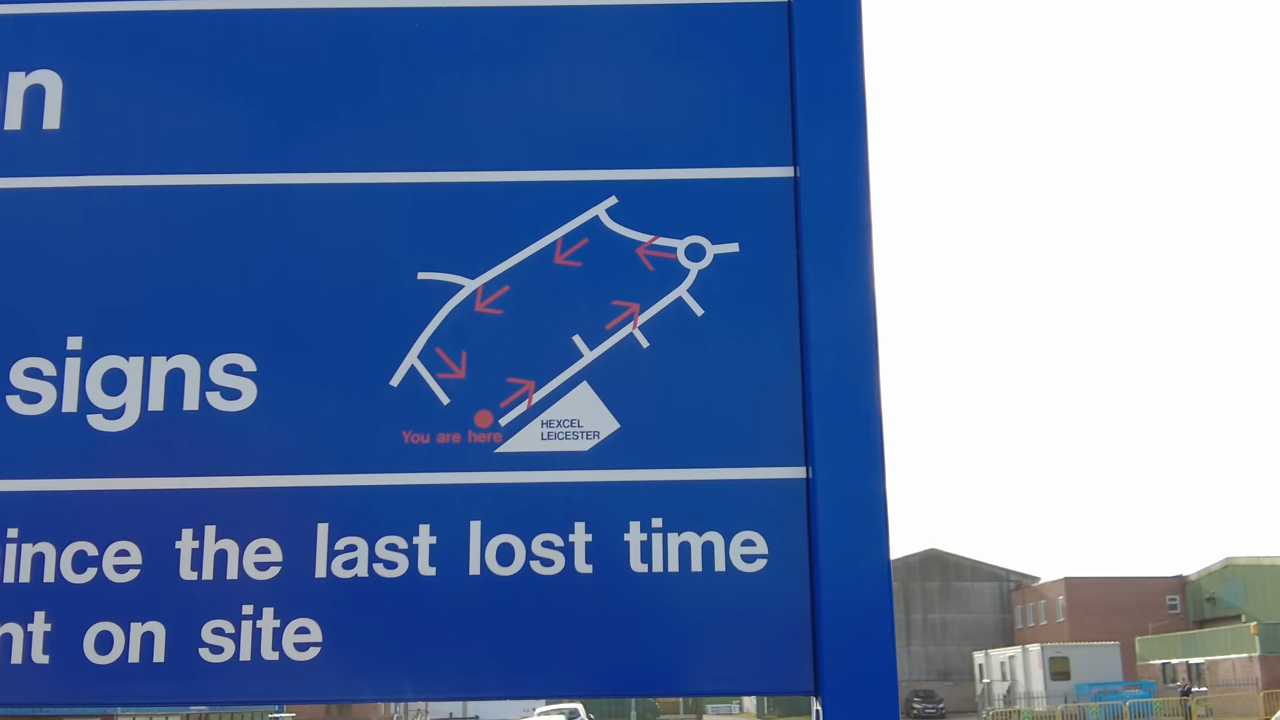 n
signs
You are here
HEXCEL
LEICESTER
ince the last lost time
nt on site